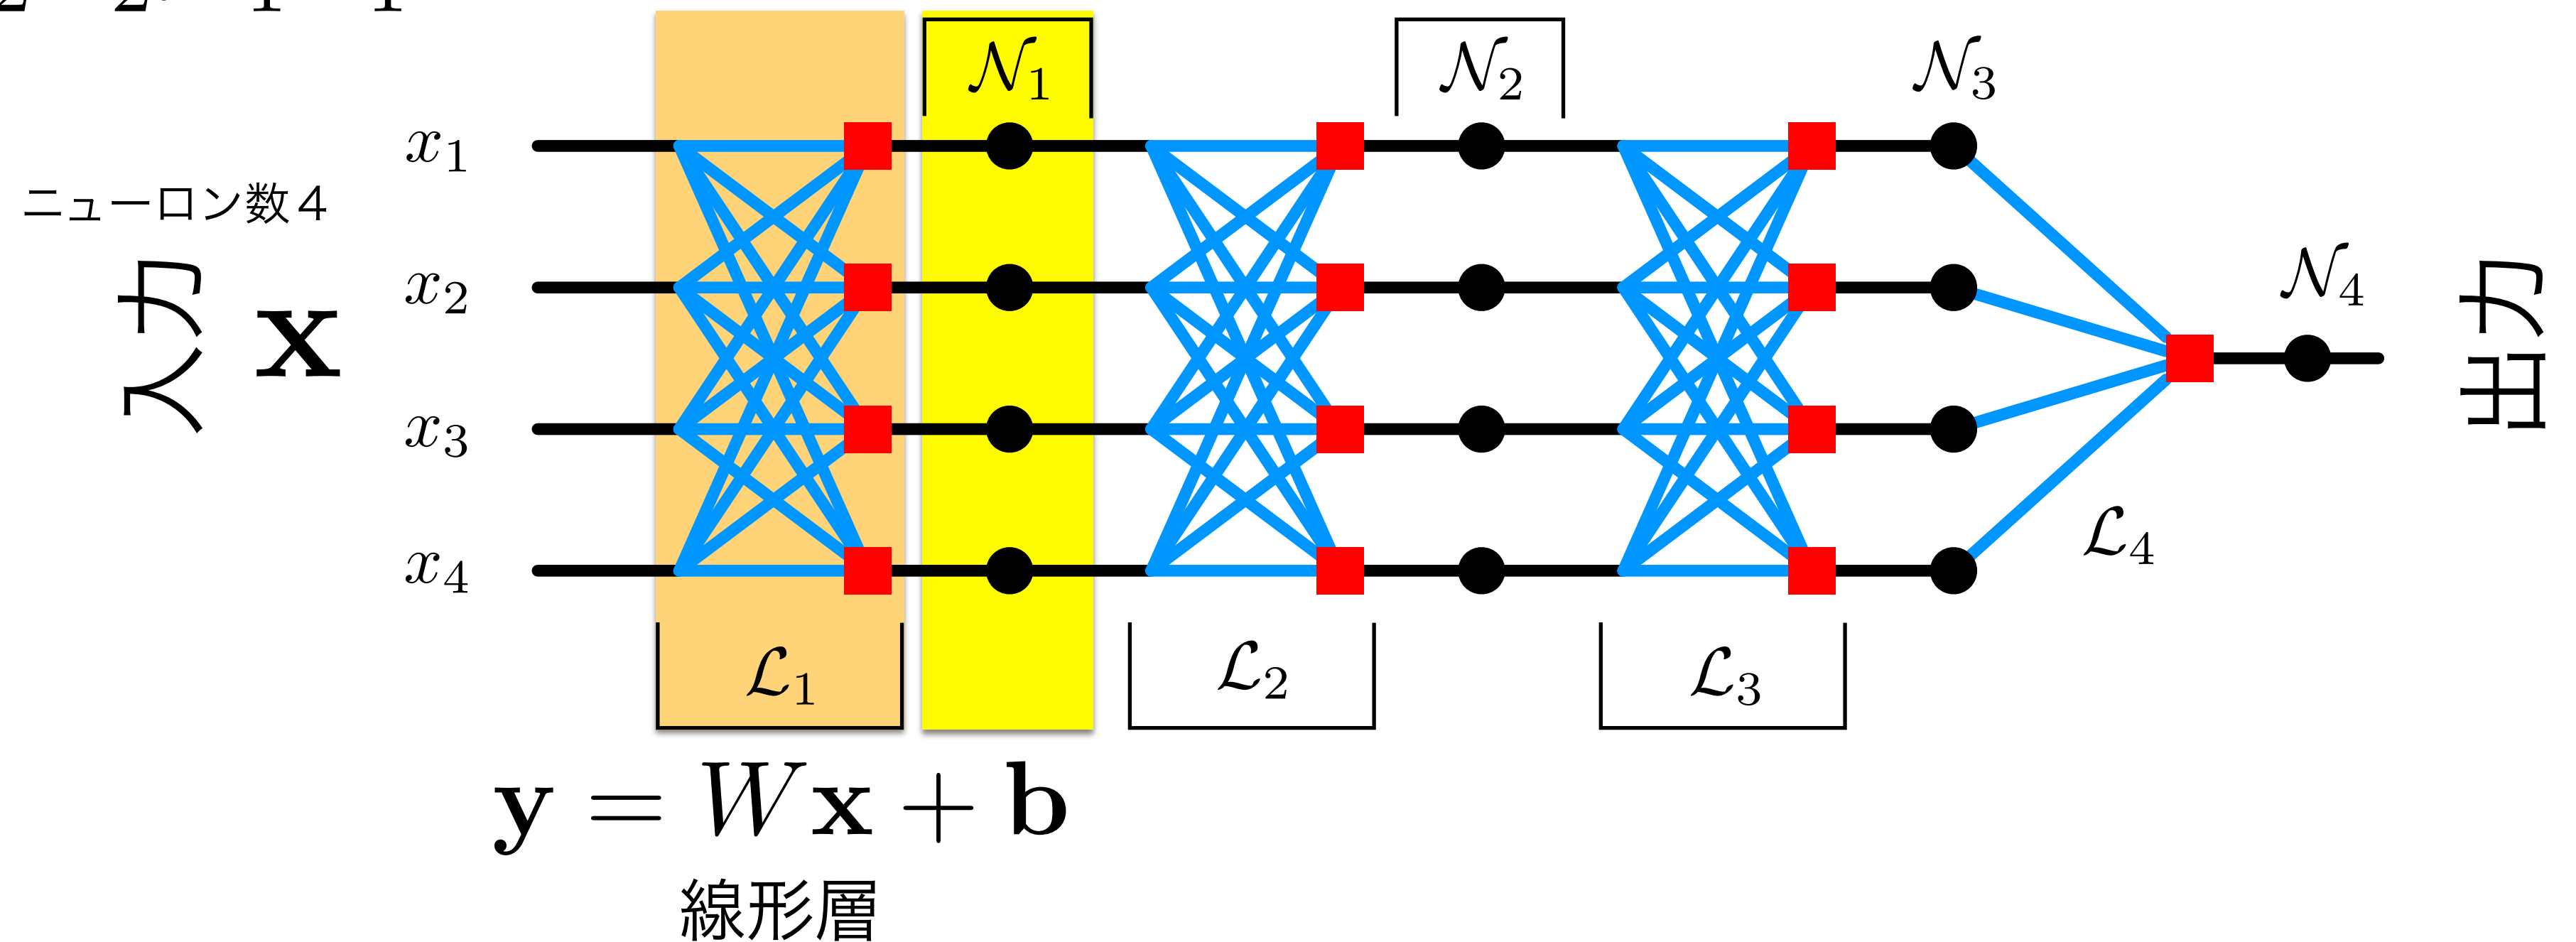 𝒩₁
𝒩₂
𝒩₃
x₁
ニューロン数４
x₂
𝒩₄
入力
𝐱
出力
x₃
x₄
ℒ₄
ℒ₁
ℒ₂
ℒ₃
𝐲 = W𝐱 + 𝐛
線形層